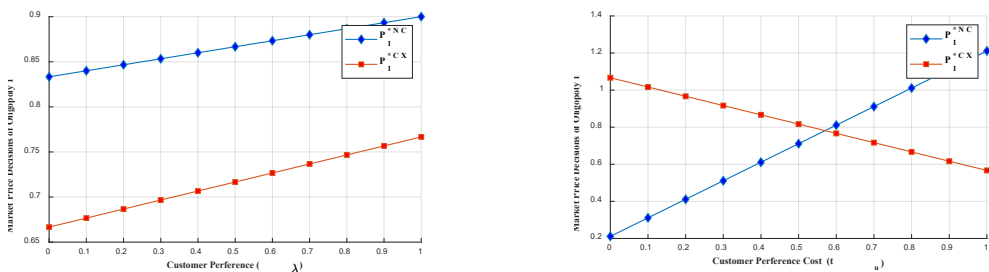 0.9
0.85
0.8
0.75
0.7
0.65
0 0.1 0.2 0.3 0.4 0.5 0.6 0.7 0.8 0.9 1
Customer Perference ( λ)
Market Price Decisions of Oligopoly 1
P 1 *NC
P 1 *CX
1.4
1.2
1
0.8
0.6
0.4
0.2
0 0.1 0.2 0.3 0.4 0.5 0.6 0.7 0.8 0.9 1
Customer Perference Cost (t u)
Market Price Decisions of Oligopoly 1
P 1 *NC
P 1 *CX